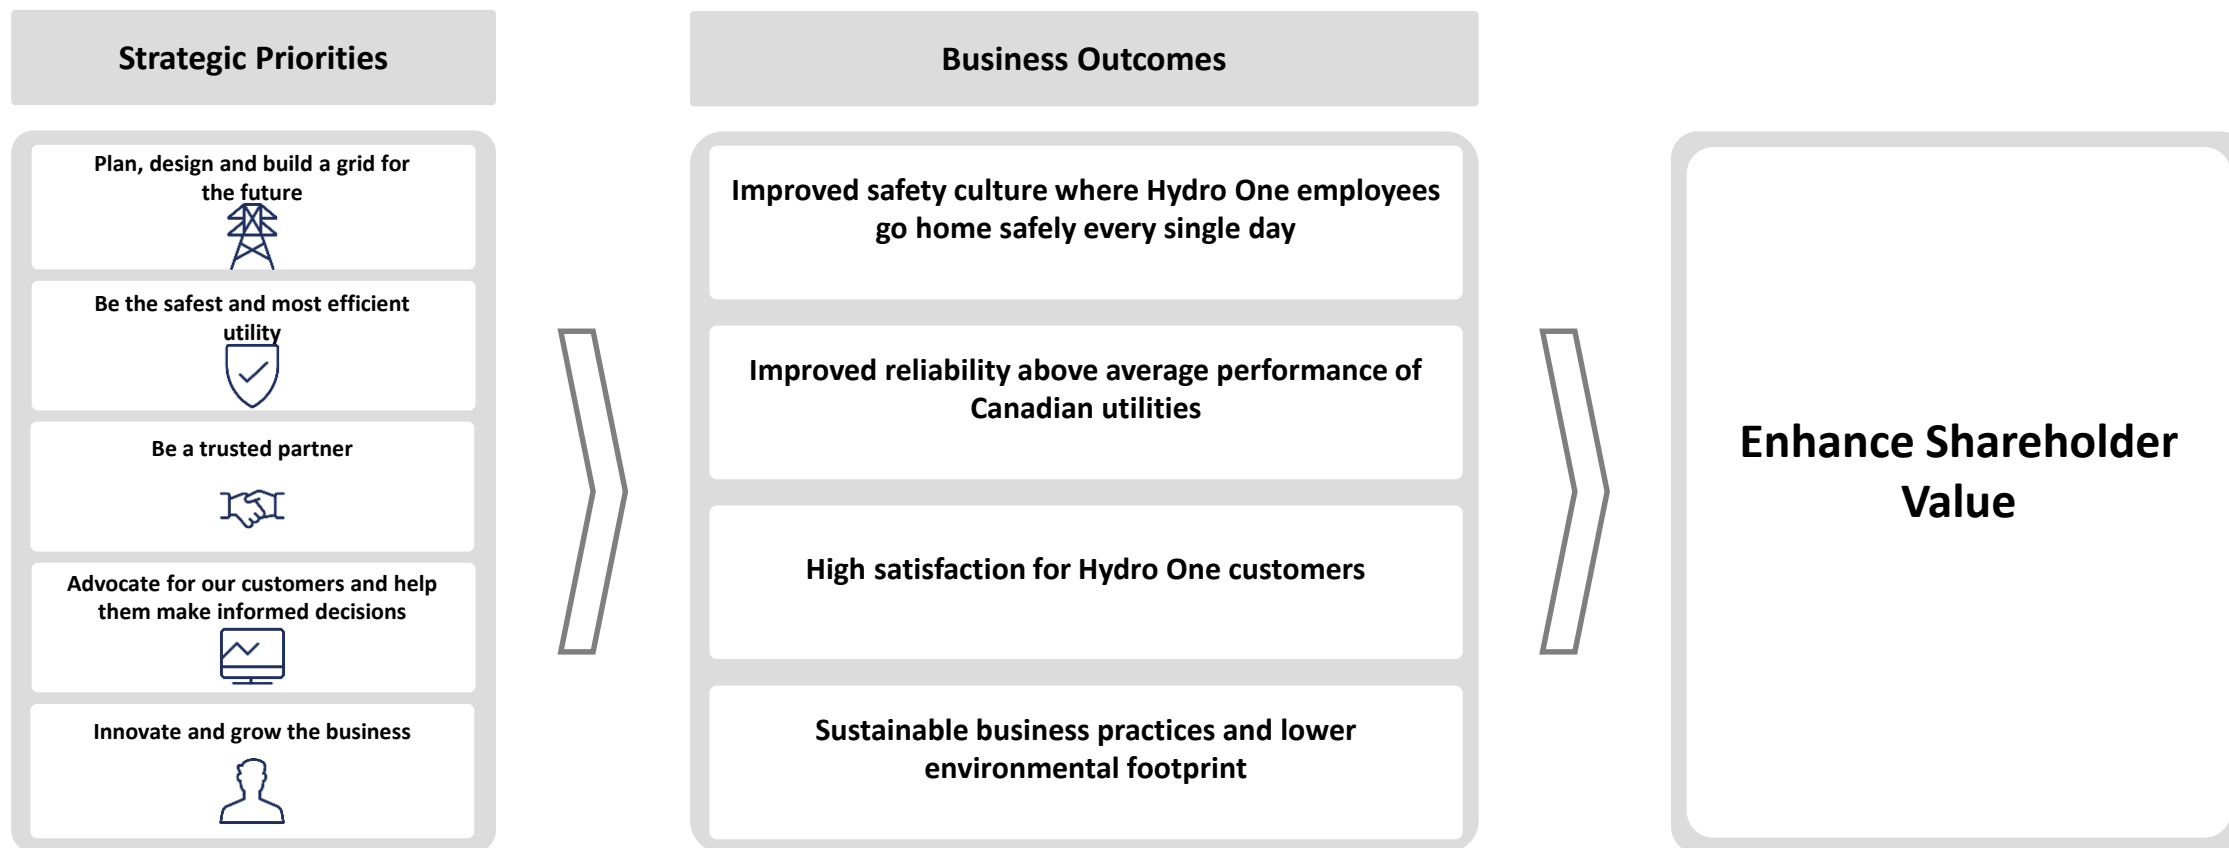 Strategic Priorities
Plan, design and build a grid for
the future
Be the safest and most efficient
utility
Be a trusted partner
Advocate for our customers and help
them make informed decisions
Innovate and grow the business
Business Outcomes
Improved safety culture where Hydro One employees
go home safely every single day
Improved reliability above average performance of
Canadian utilities
High satisfaction for Hydro One customers
Sustainable business practices and lower
environmental footprint
Enhance Shareholder
Value